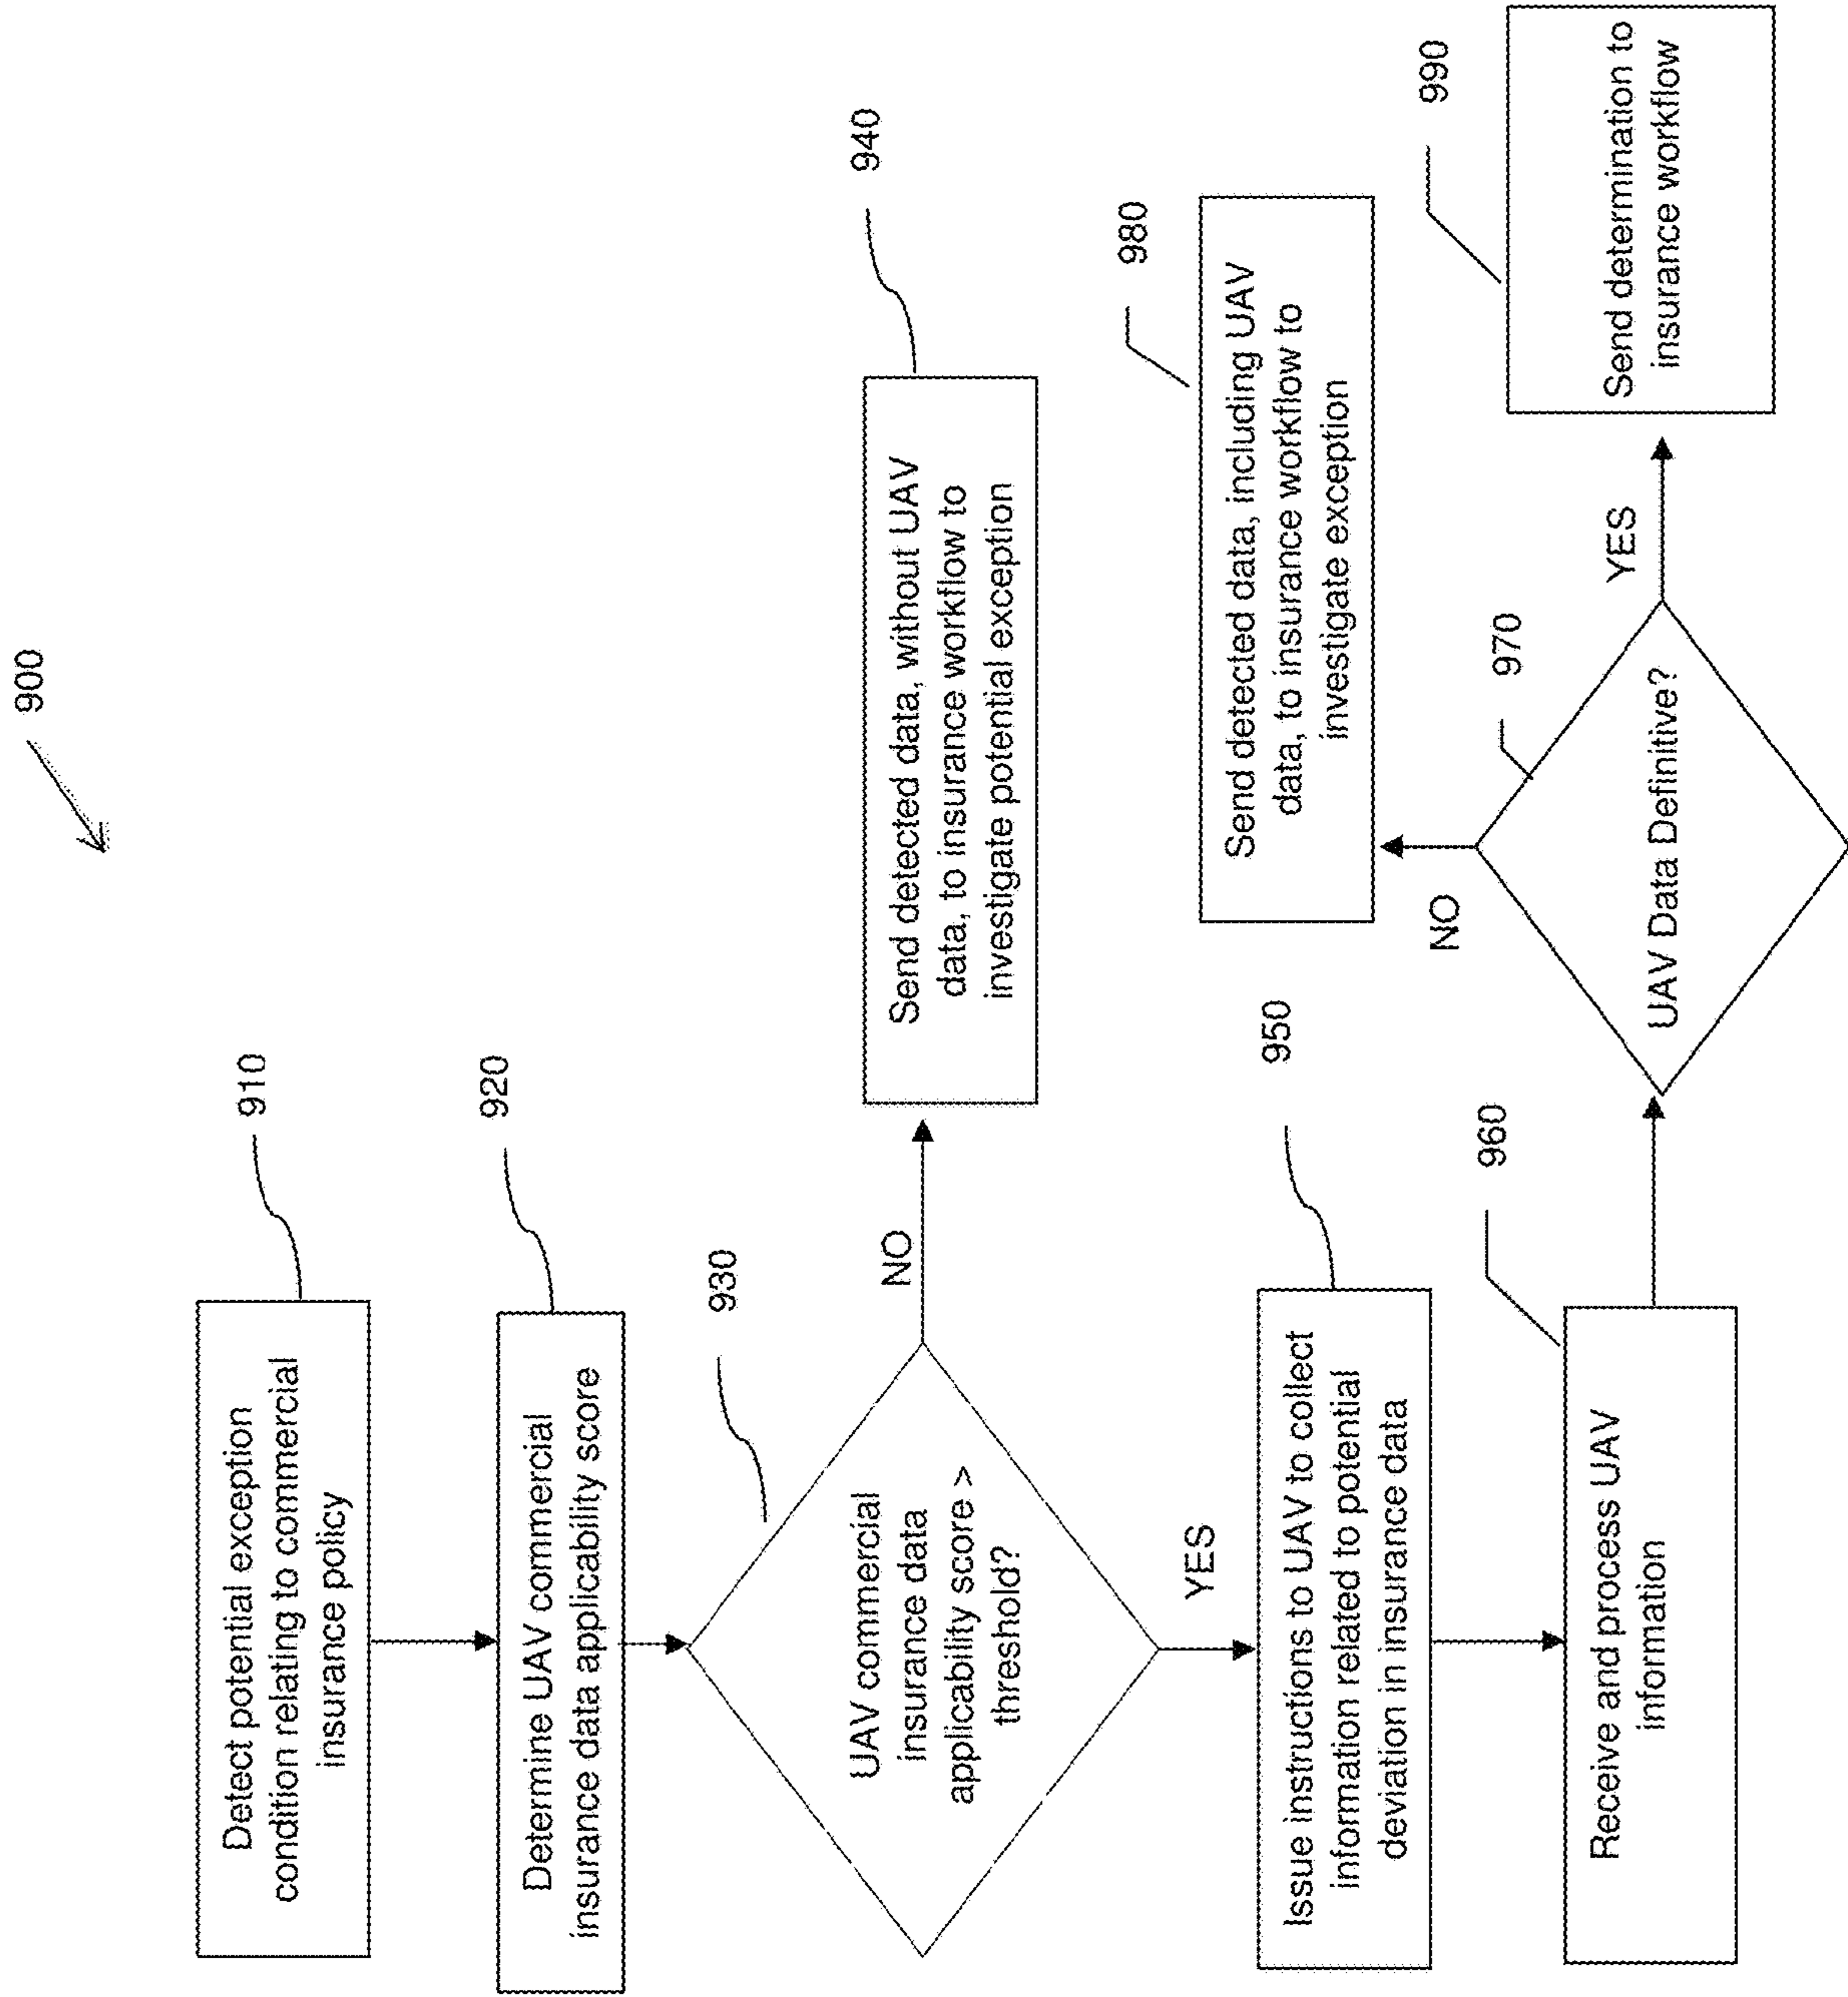 900
910
Detect potential exception
condition relating to commercial
insurance policy
920
Determine UAV commercial
insurance data applicability score
930
UAV commercial
insurance data
applicability score >
threshold?
NO
940
Send detected data, without UAV
data, to insurance workflow to
investigate potential exception
YES
950
Issue instructions to UAV to collect
information related to potential
deviation in insurance data
960
Receive and process UAV
information
970
UAV Data Definitive?
NO
980
Send detected data, including UAV
data, to insurance workflow to
investigate exception
YES
990
Send determination to
insurance workflow